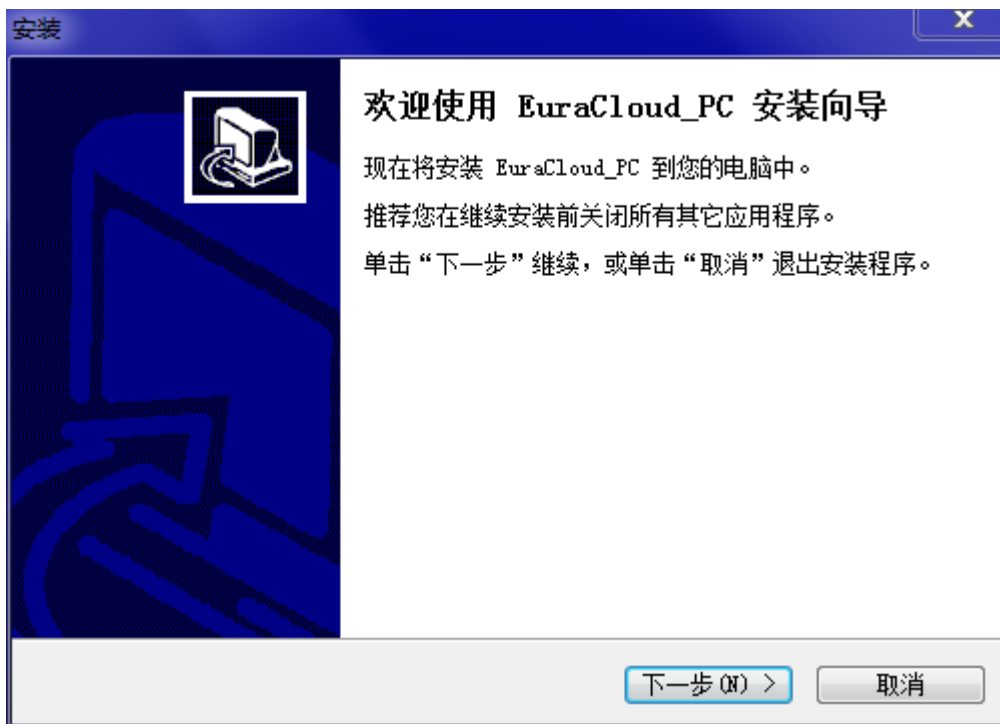 安装
X
欢迎使用 EuraCloud_PC 安装向导
现在将安装 EuraCloud_PC 到您的电脑中。
推荐您在继续安装前关闭所有其它应用程序。
单击“下一步”继续，或单击“取消”退出安装程序。
下一步(N) >
取消